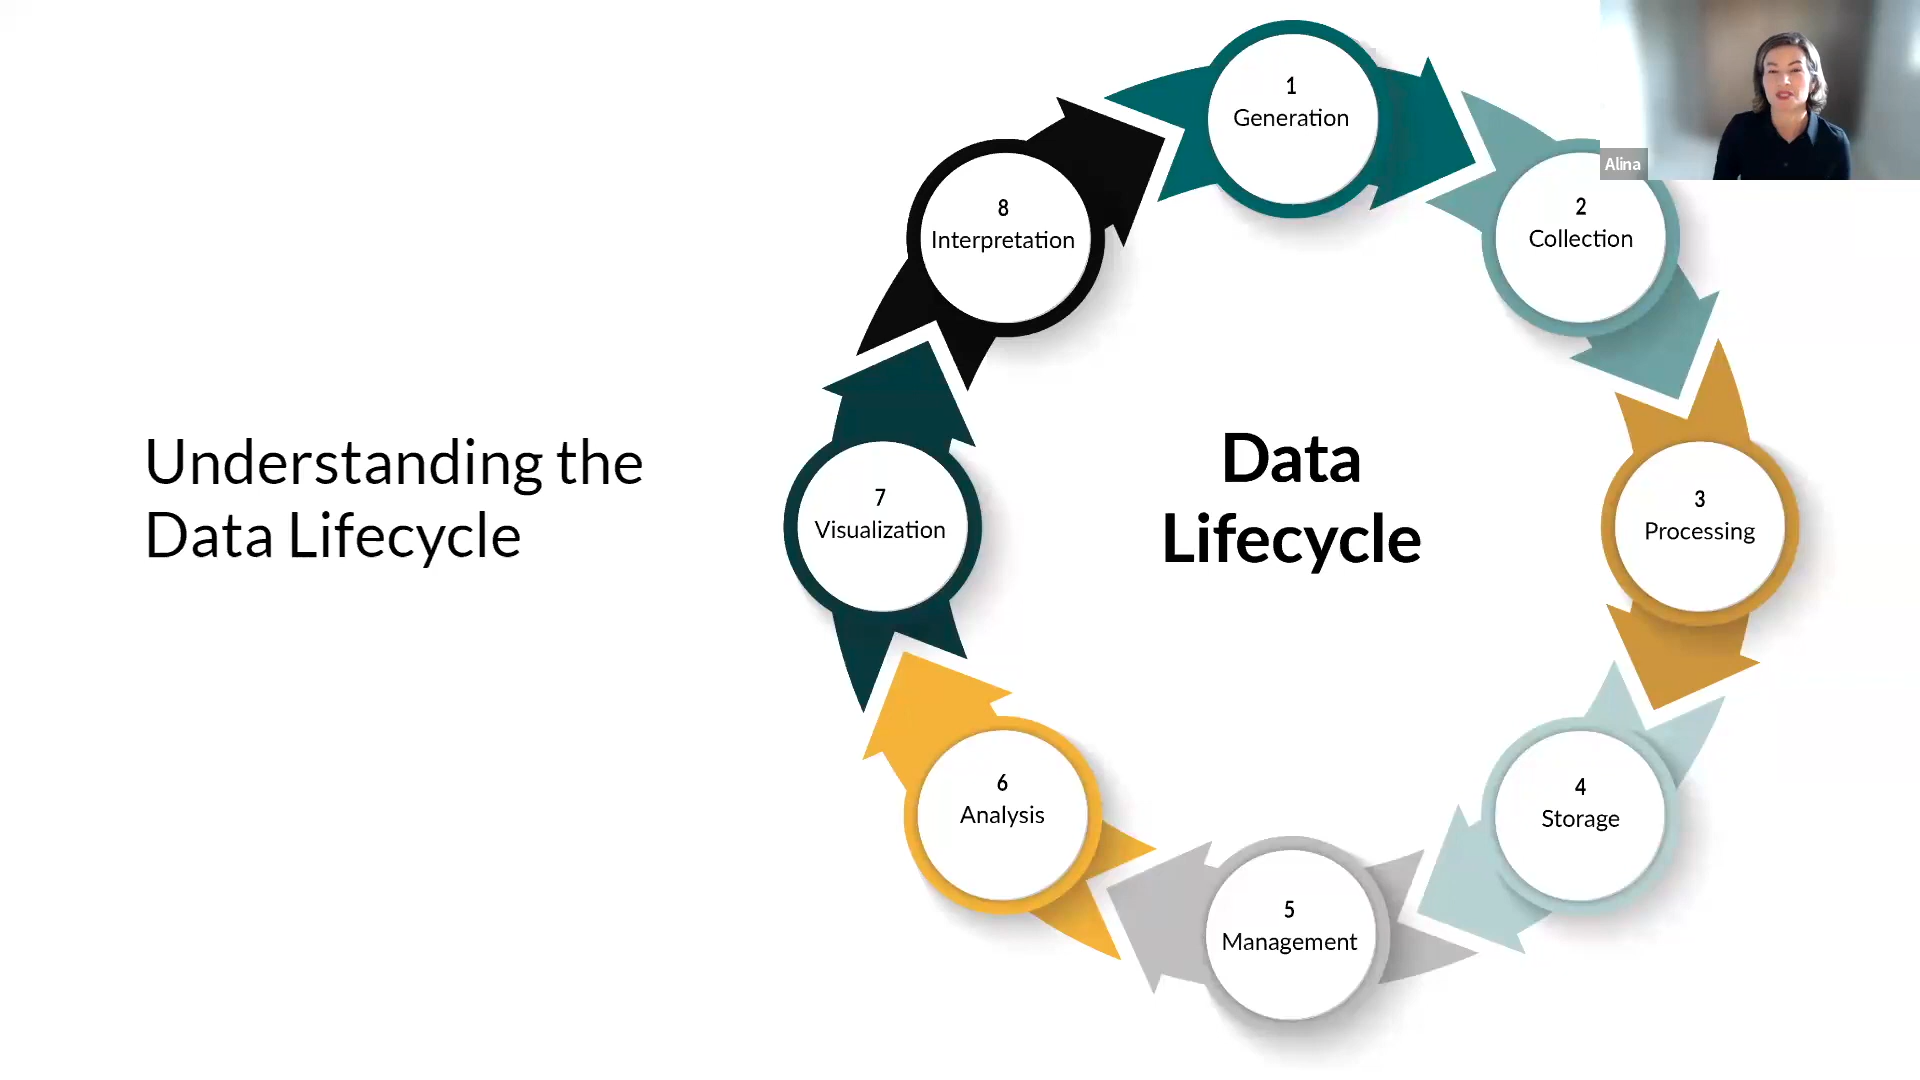 Understanding the
Data Lifecycle
Data
Lifecycle
1
Generation
2
Collection
3
Processing
4
Storage
5
Management
6
Analysis
7
Visualization
8
Interpretation
Alina